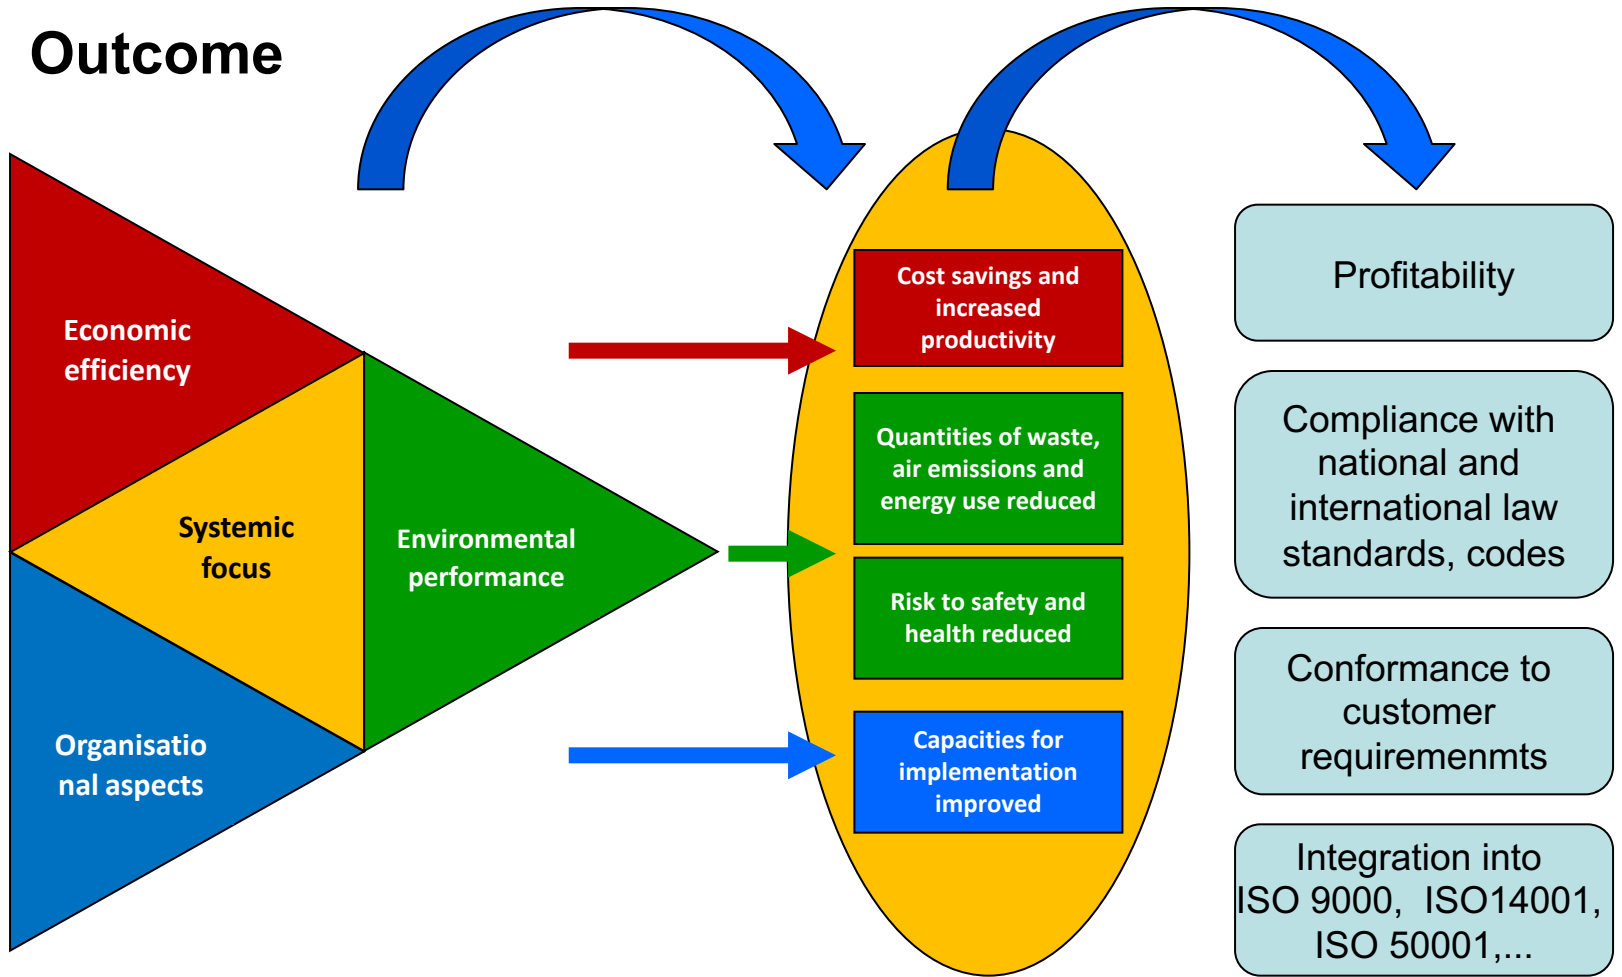 Outcome
Economic
efficiency
Systemic
focus
Environmental
performance
Organisatio
nal aspects
Cost savings and
increased
productivity
Quantities of waste,
air emissions and
energy use reduced
Risk to safety and
health reduced
Capacities for
implementation
improved
Profitability
Compliance with
national and
international law
standards, codes
Conformance to
customer
requiremenmts
Integration into
ISO 9000, ISO14001,
ISO 50001,...